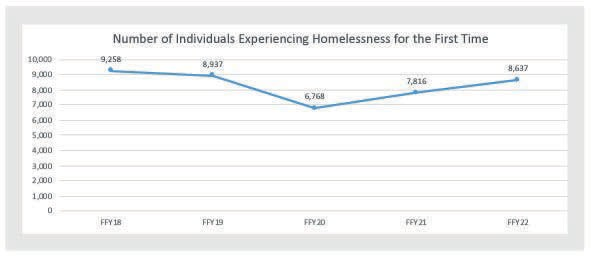 Number of Individuals Experiencing Homelessness for the First Time
10,000
9,000
8,000
7,000
6,000
5,000
4,000
3,000
2,000
1,000
0
9,258
8,937
6,768
7,816
8,637
FFY18
FFY19
FFY20
FFY21
FFY22